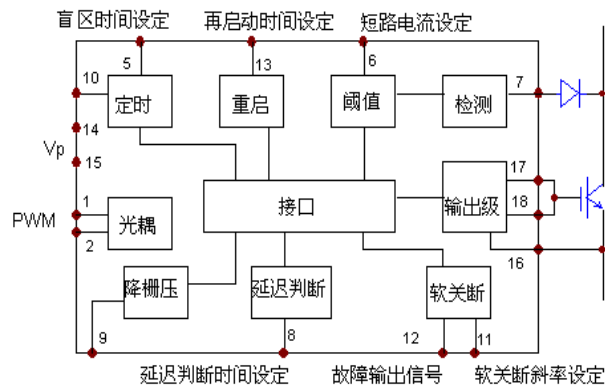 盲区时间设定 再启动时间设定 短路电流设定
5 13 6
10 7
定时 重启 阈值 检测
14
Vp
15 17
1 接口 输出级
PWM 光耦 18
2
16
降栅压 延迟判断 软关断
9 8 12 11
延迟判断时间设定 故障输出信号 软关断斜率设定